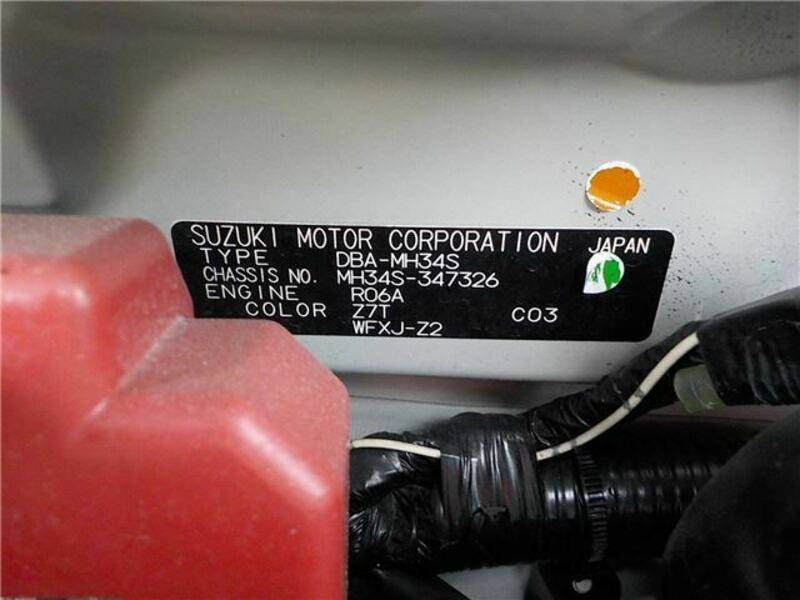 SUZUKI MOTOR CORPORATION JAPAN
TYPE DBA-MH34S
CHASSIS NO. MH34S-347326
ENGINE R06A
COLOR Z7T C03
WFXJ-Z2